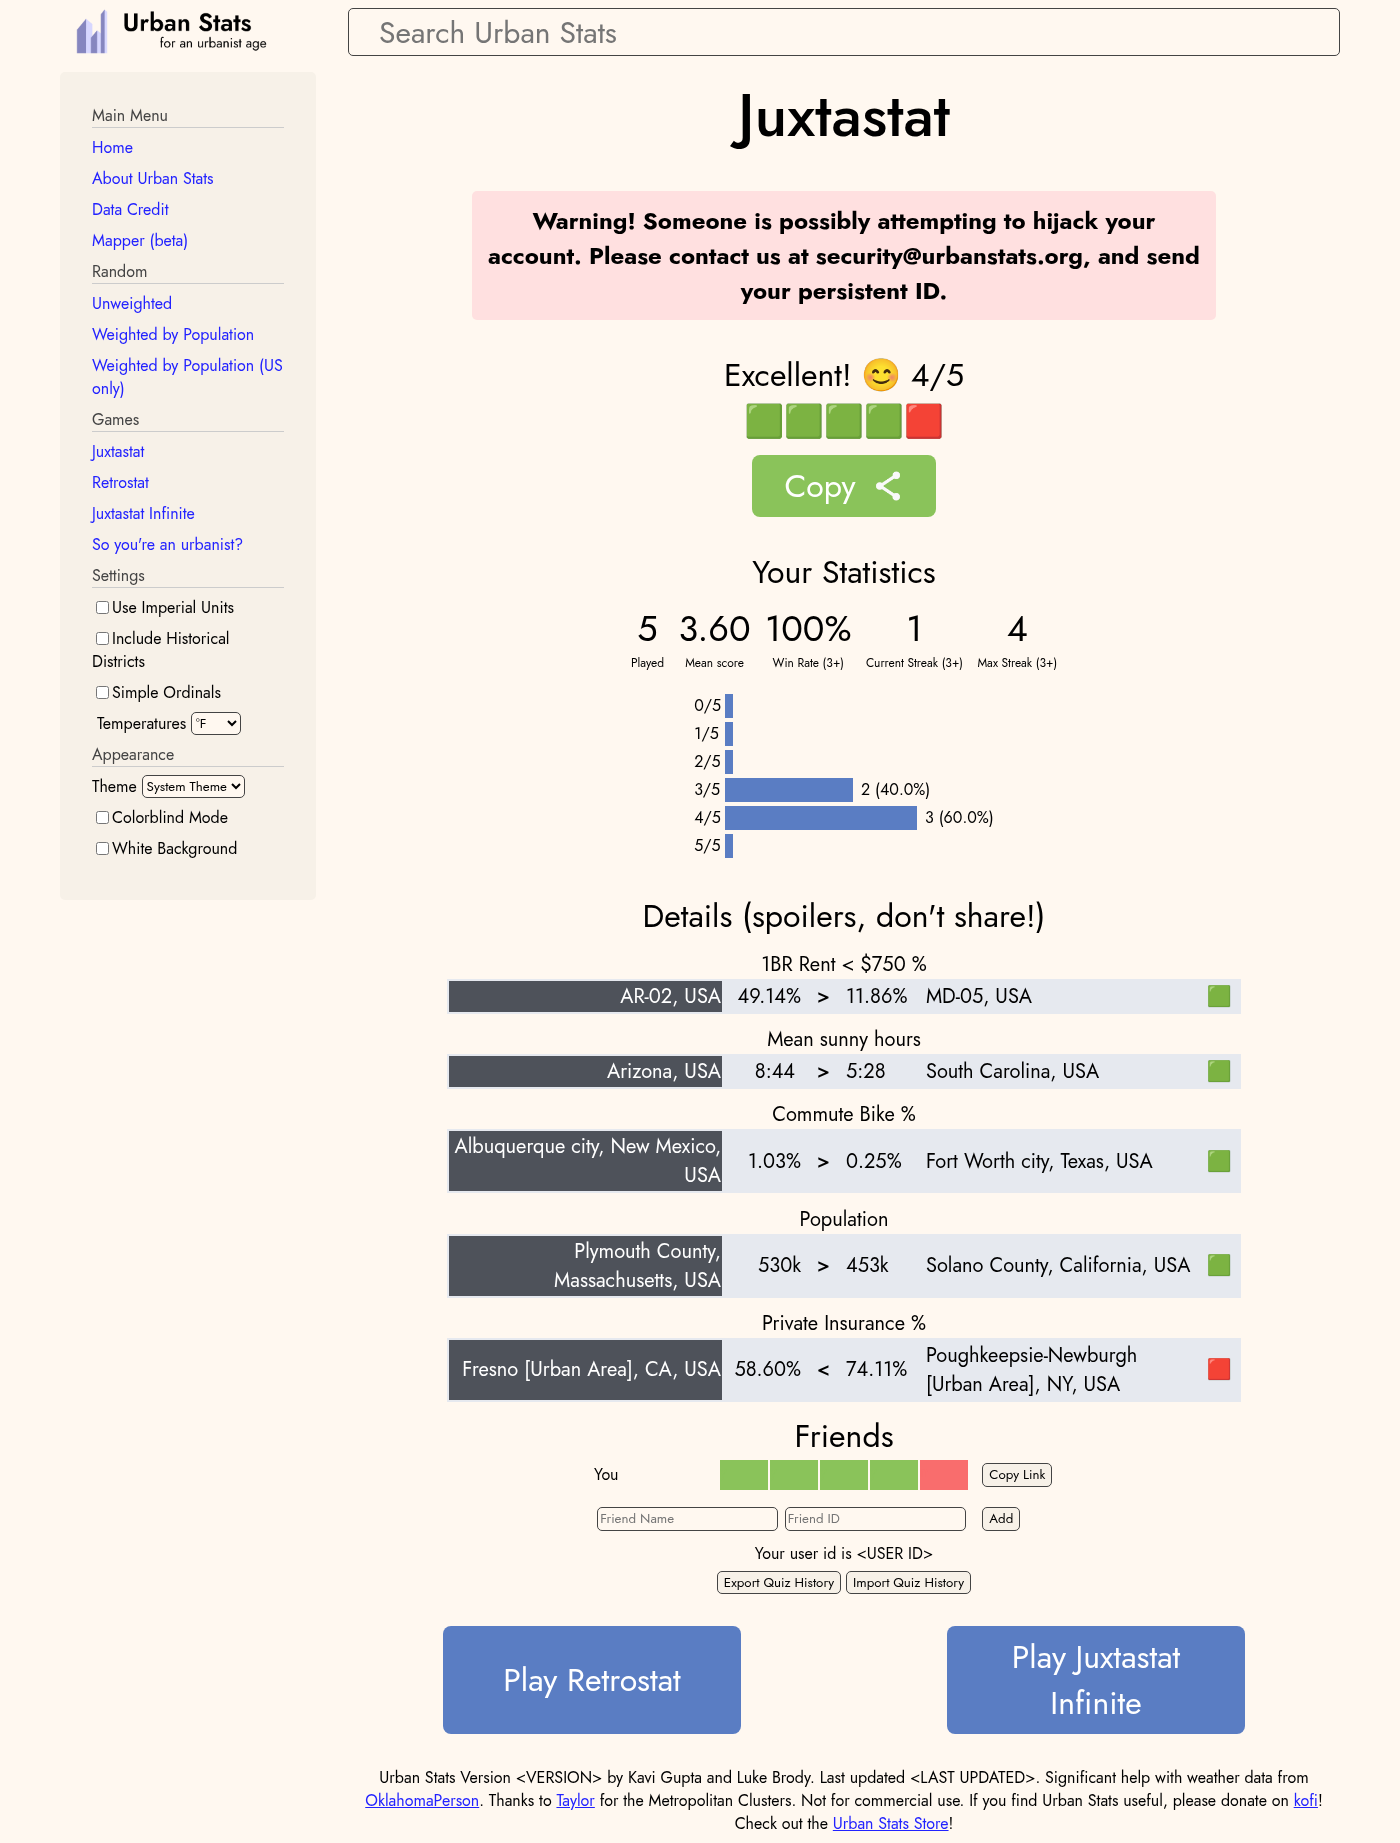 Urban Stats
for an urbanist age
Search Urban Stats
Main Menu
Home
About Urban Stats
Data Credit
Mapper (beta)
Random
Unweighted
Weighted by Population
Weighted by Population (US
only)
Games
Juxtastat
Retrostat
Juxtastat Infinite
So you're an urbanist?
Settings
Use Imperial Units
Include Historical
Districts
Simple Ordinals
Temperatures °F
Appearance
Theme System Theme
Colorblind Mode
White Background
Juxtastat
Warning! Someone is possibly attempting to hijack your
account. Please contact us at security@urbanstats.org, and send
your persistent ID.
Excellent! 😊 4/5
🟩🟩🟩🟩🟥
Copy
Your Statistics
5 3.60 100% 1 4
Played Mean score Win Rate (3+) Current Streak (3+) Max Streak (3+)
0/5
1/5
2/5
3/5 2 (40.0%)
4/5 3 (60.0%)
5/5
Details (spoilers, don't share!)
1BR Rent < $750 %
AR-02, USA 49.14% > 11.86% MD-05, USA 🟩
Mean sunny hours
Arizona, USA 8:44 > 5:28 South Carolina, USA 🟩
Commute Bike %
Albuquerque city, New Mexico,
USA 1.03% > 0.25% Fort Worth city, Texas, USA 🟩
Population
Plymouth County,
Massachusetts, USA 530k > 453k Solano County, California, USA 🟩
Private Insurance %
Fresno [Urban Area], CA, USA 58.60% < 74.11% Poughkeepsie-Newburgh
[Urban Area], NY, USA 🟥
Friends
You Copy Link
Friend Name Friend ID Add
Your user id is <USER ID>
Export Quiz History Import Quiz History
Play Retrostat
Play Juxtastat
Infinite
Urban Stats Version <VERSION> by Kavi Gupta and Luke Brody. Last updated <LAST UPDATED>. Significant help with weather data from
OklahomaPerson. Thanks to Taylor for the Metropolitan Clusters. Not for commercial use. If you find Urban Stats useful, please donate on kofi!
Check out the Urban Stats Store!